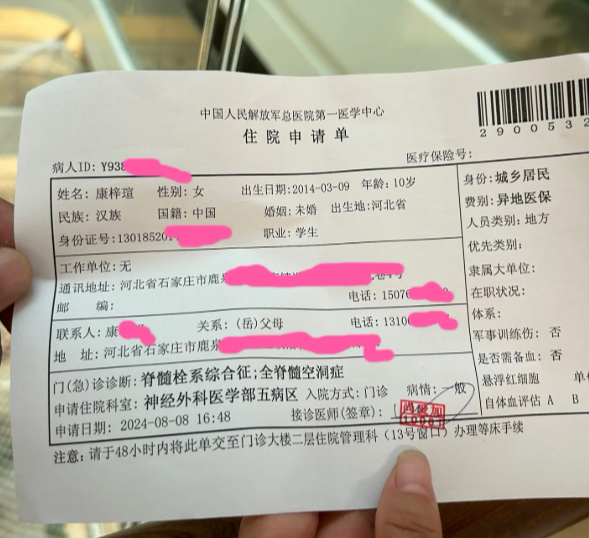 中国人民解放军总医院第一医学中心
住院申请单
2900532
病人ID: Y938
医疗保险号:
姓名: 康梓瑄 性别: 女 出生日期:2014-03-09 年龄: 10岁
民族: 汉族 国籍: 中国 婚姻: 未婚 出生地:河北省
身份证号:1301852014 职业: 学生
身份: 城乡居民
费别: 异地医保
人员类别: 地方
优先类别:
隶属大单位:
在职状况:
体系:
军事训练伤: 否
是否需备血: 否
悬浮红细胞 单
自体血评估 A B
工作单位: 无
通讯地址: 河北省石家庄市鹿泉
邮 编: 电话: 1507
联系人: 康 关系: (岳)父母 电话: 1310
地 址: 河北省石家庄市鹿泉
门(急)诊诊断: 脊髓栓系综合征;全脊髓空洞症
申请住院科室: 神经外科医学部五病区 入院方式: 门诊 病情: 一般
申请日期: 2024-08-08 16:48 接诊医师(签章):
注意: 请于48小时内将此单交至门诊大楼二层住院管理科 (13号窗口) 办理等床手续